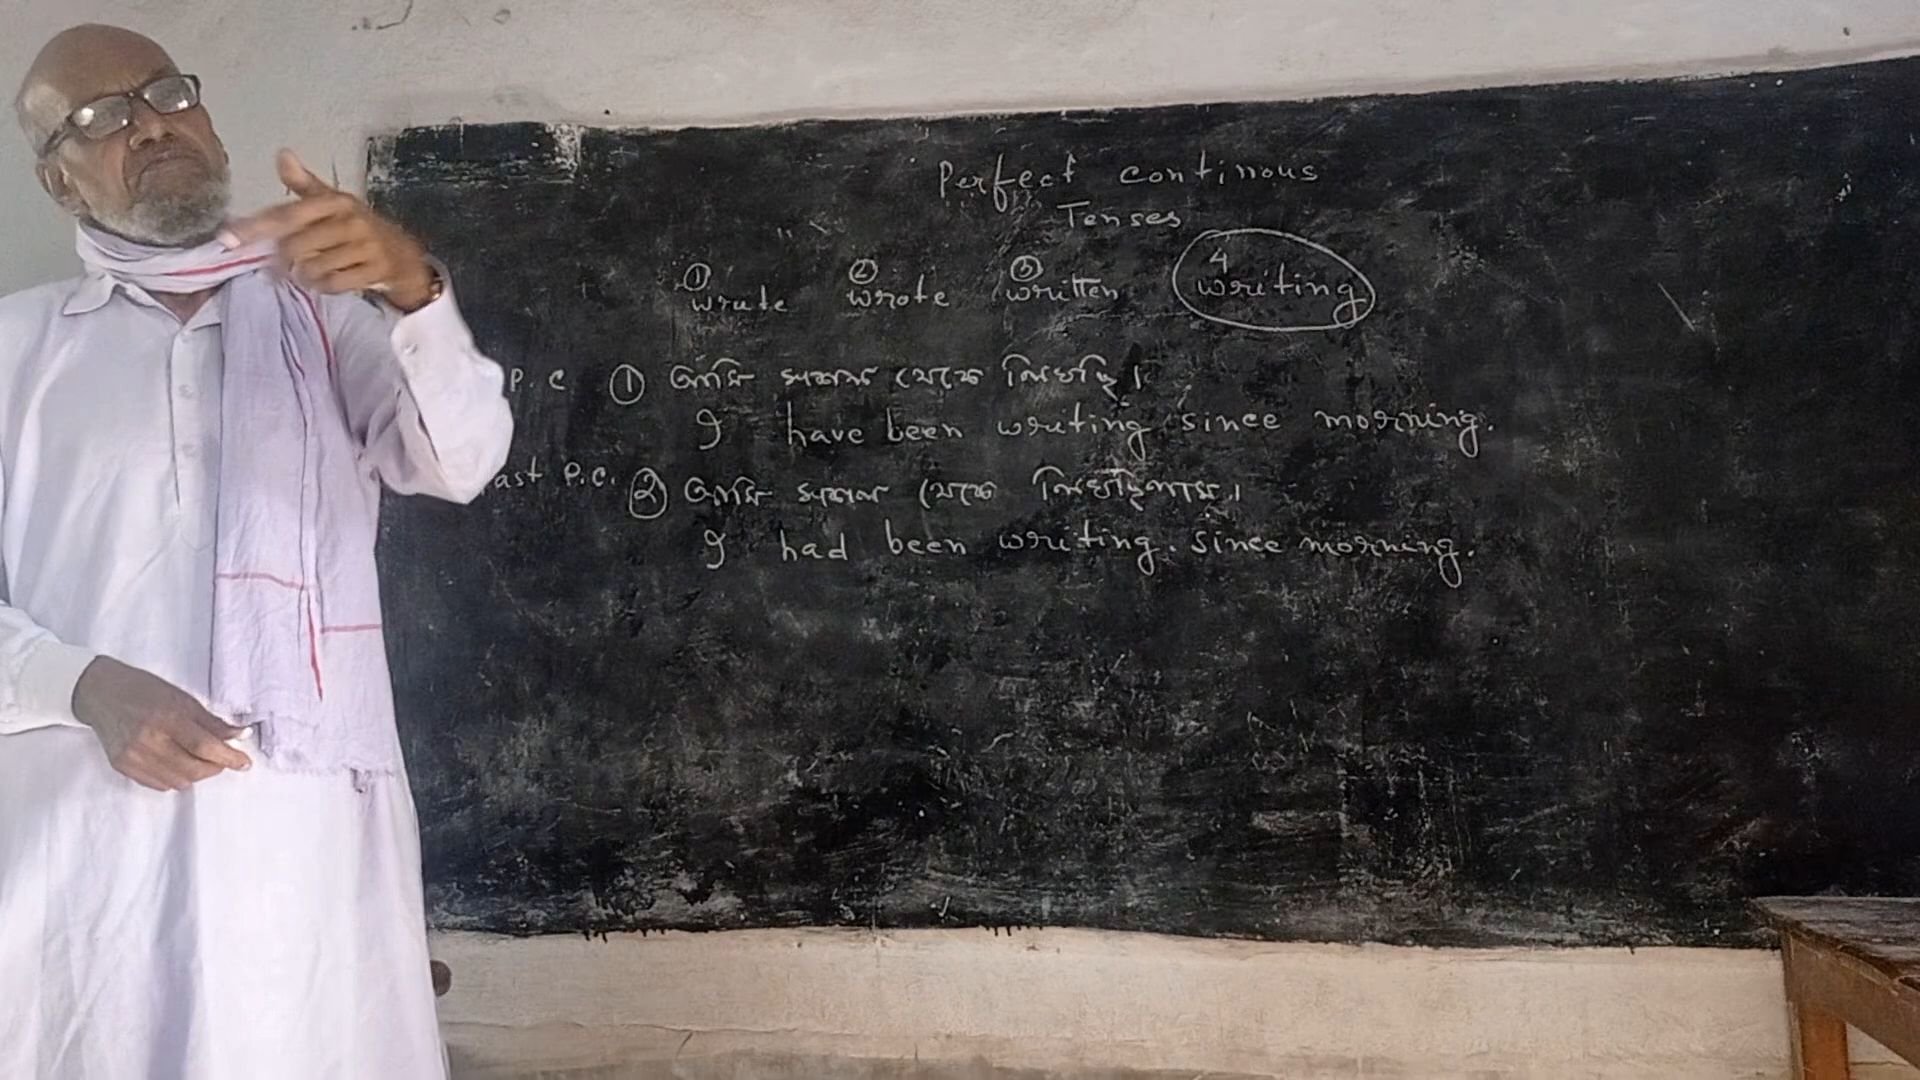 Perfect continous
Tenses
① write ② wrote ③ written 4 writing
P.C ① আমি সকাল থেকে লিখছি।
I have been writing since morning.
ast P.C. ② আমি সকাল থেকে লিখছিলাম।
I had been writing. since morning.